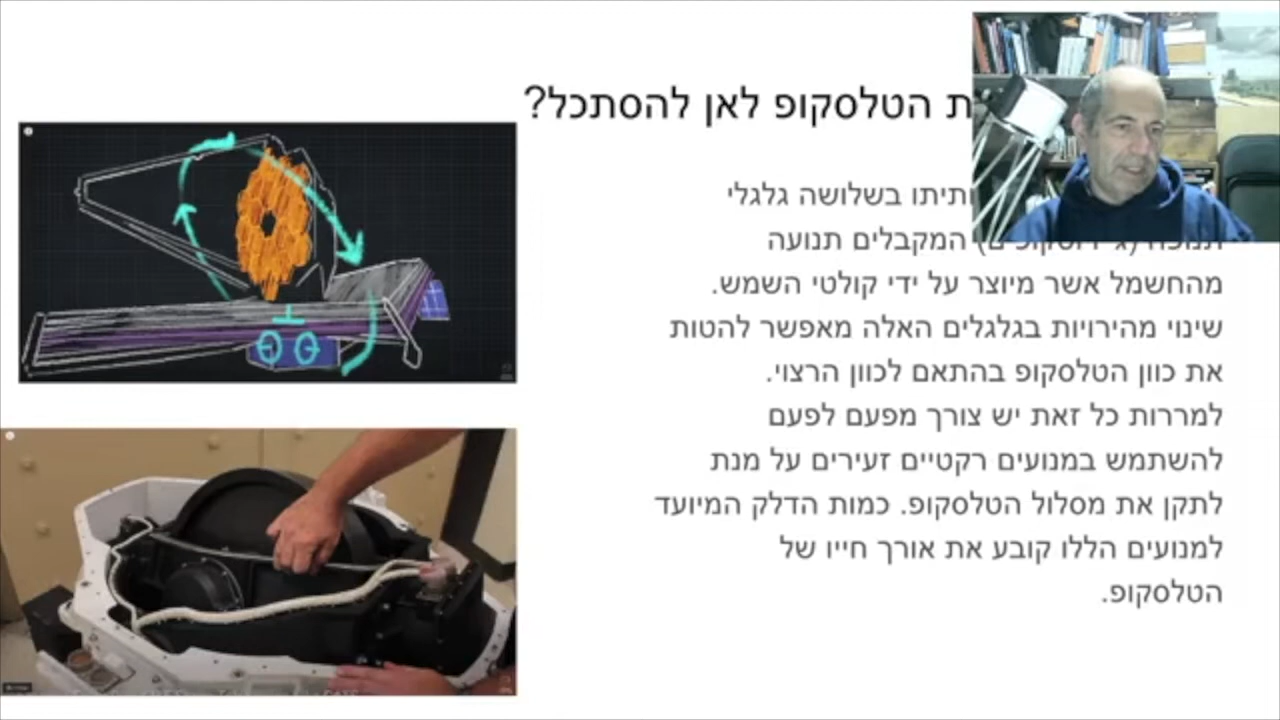 ת הטלסקופ לאן להסתכל?
בשלושה גלגלי
המקבלים תנועה
מהחשמל אשר מיוצר על ידי קולטי השמש.
שינוי מהירויות בגלגלים האלה מאפשר להטות
את כוון הטלסקופ בהתאם לכוון הרצוי.
למררות כל זאת יש צורך מפעם לפעם
להשתמש במנועים רקטיים זעירים על מנת
לתקן את מסלול הטלסקופ. כמות הדלק המיועד
למנועים הללו קובע את אורך חייו של
הטלסקופ.